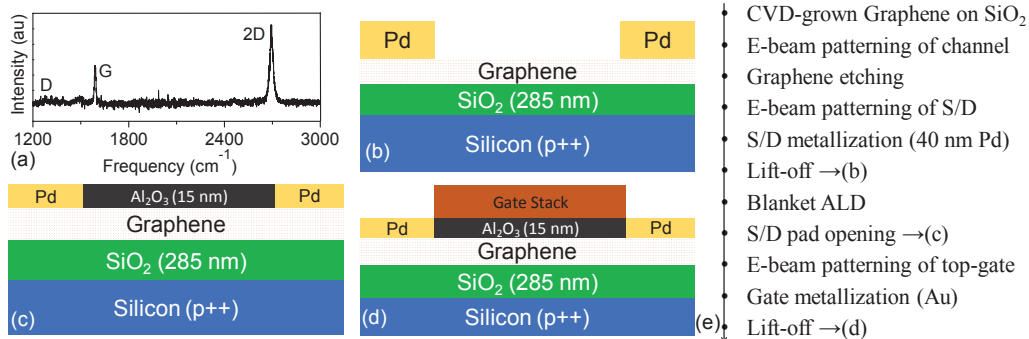 Intensity (au)
D
G
2D
1200
1800
2400
3000
Frequency (cm⁻¹)
(a)
Pd
Pd
Graphene
SiO₂ (285 nm)
Silicon (p++)
(b)
Pd
Al₂O₃ (15 nm)
Pd
Graphene
SiO₂ (285 nm)
Silicon (p++)
(c)
Gate Stack
Pd
Al₂O₃ (15 nm)
Pd
Graphene
SiO₂ (285 nm)
Silicon (p++)
(d)
CVD-grown Graphene on SiO₂
E-beam patterning of channel
Graphene etching
E-beam patterning of S/D
S/D metallization (40 nm Pd)
Lift-off →(b)
Blanket ALD
S/D pad opening →(c)
E-beam patterning of top-gate
Gate metallization (Au)
Lift-off →(d)
(e)